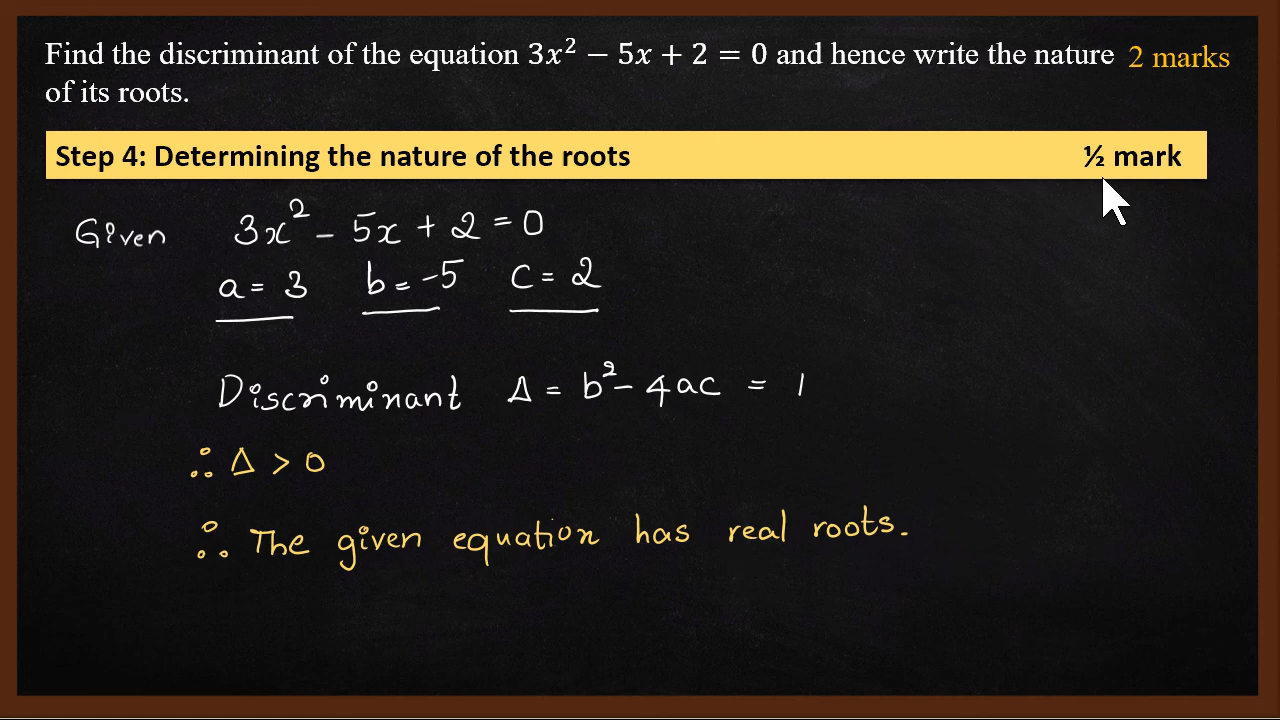 Find the discriminant of the equation 3x² − 5x + 2 = 0 and hence write the nature 2 marks
of its roots.
Step 4: Determining the nature of the roots ½ mark
Given 3x² − 5x + 2 = 0
a = 3 b = -5 c = 2
Discriminant Δ = b² − 4ac = 1
∴ Δ > 0
∴ The given equation has real roots.